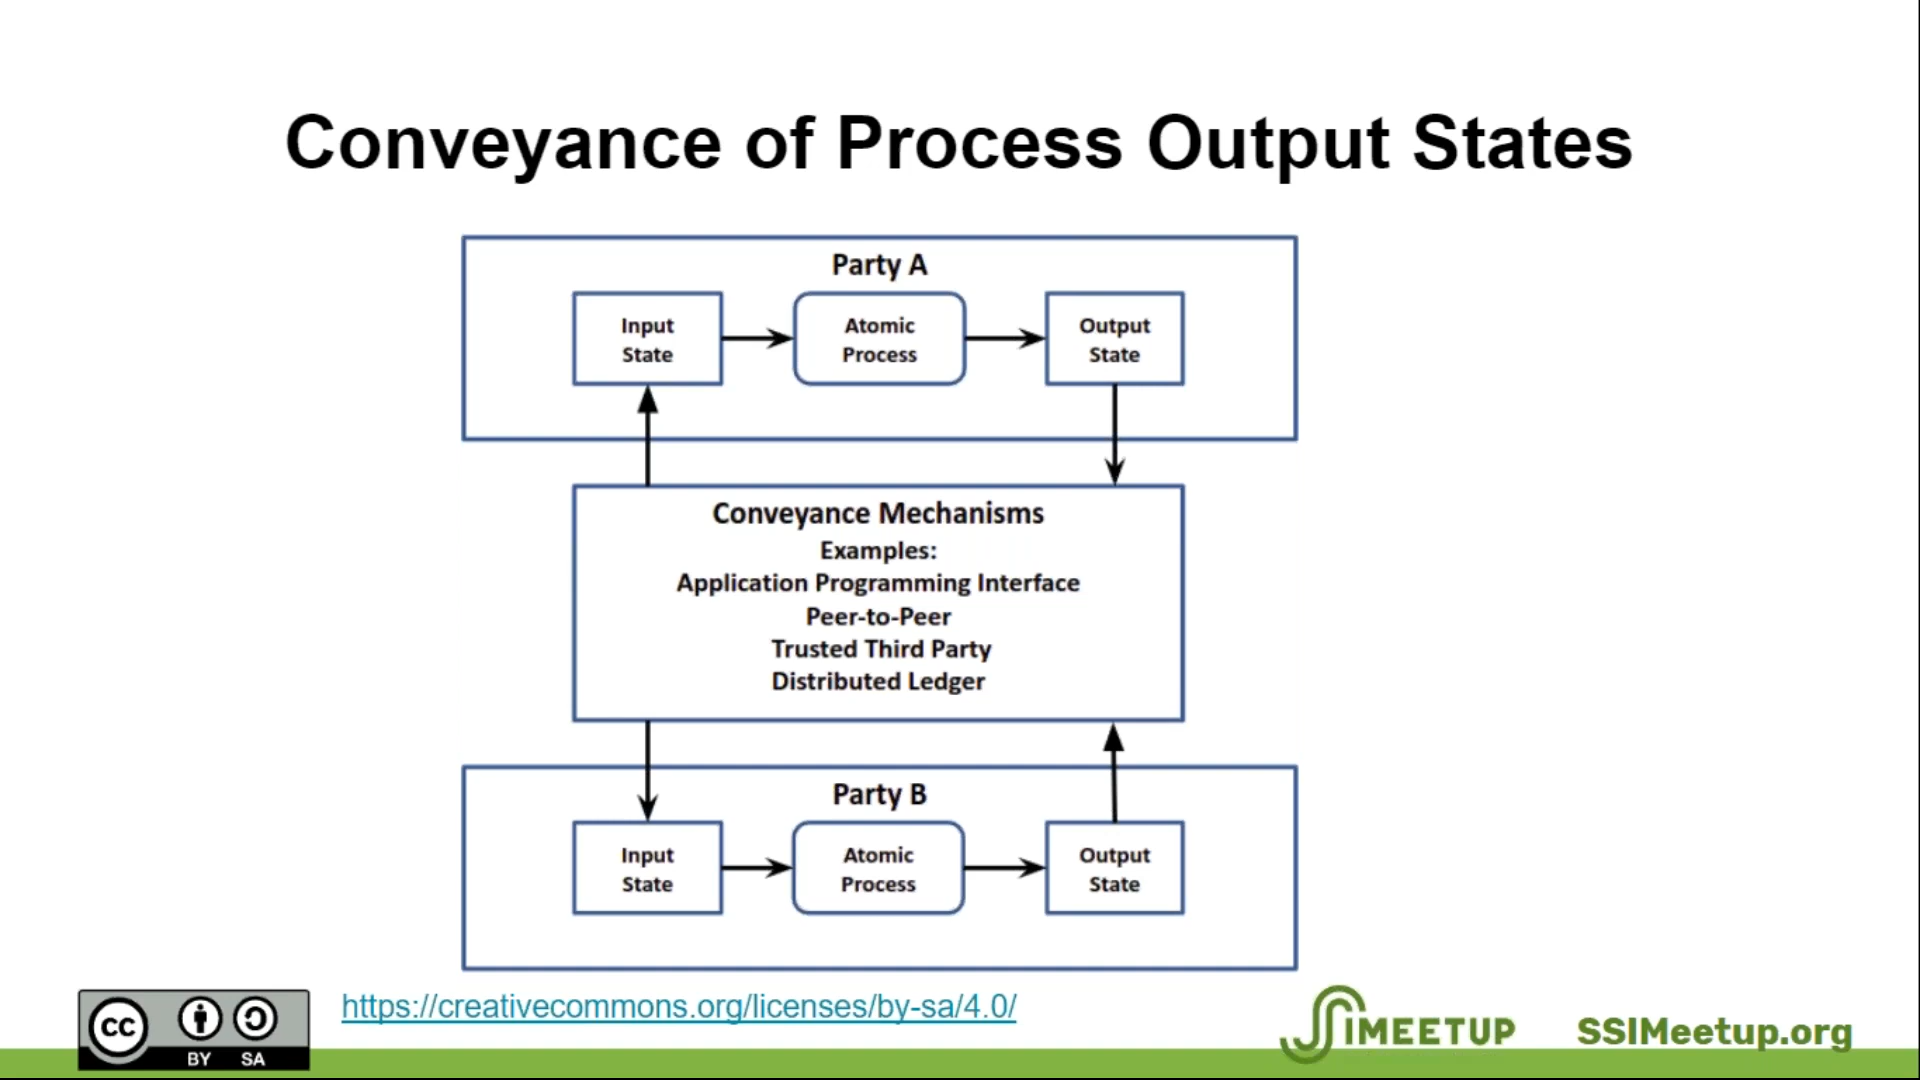 Conveyance of Process Output States
Party A
Input
State
Atomic
Process
Output
State
Conveyance Mechanisms
Examples:
Application Programming Interface
Peer-to-Peer
Trusted Third Party
Distributed Ledger
Party B
Input
State
Atomic
Process
Output
State
cc
BY SA
https://creativecommons.org/licenses/by-sa/4.0/
SSIMEETUP
SSIMeetup.org